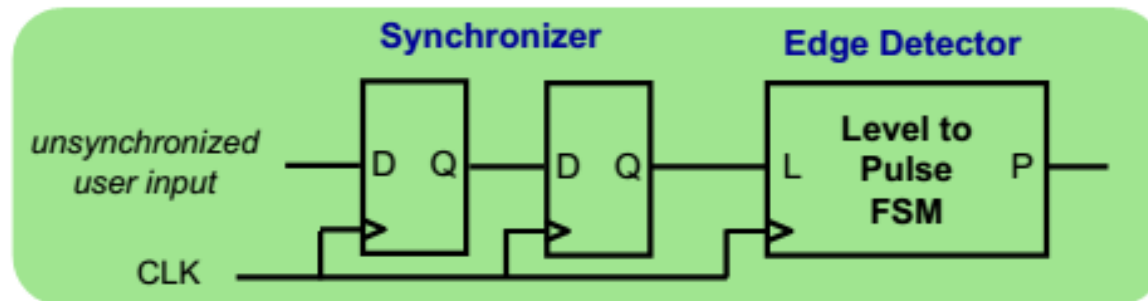 Synchronizer
Edge Detector
unsynchronized
user input
D Q
D Q
L
Level to
Pulse
FSM
P
CLK